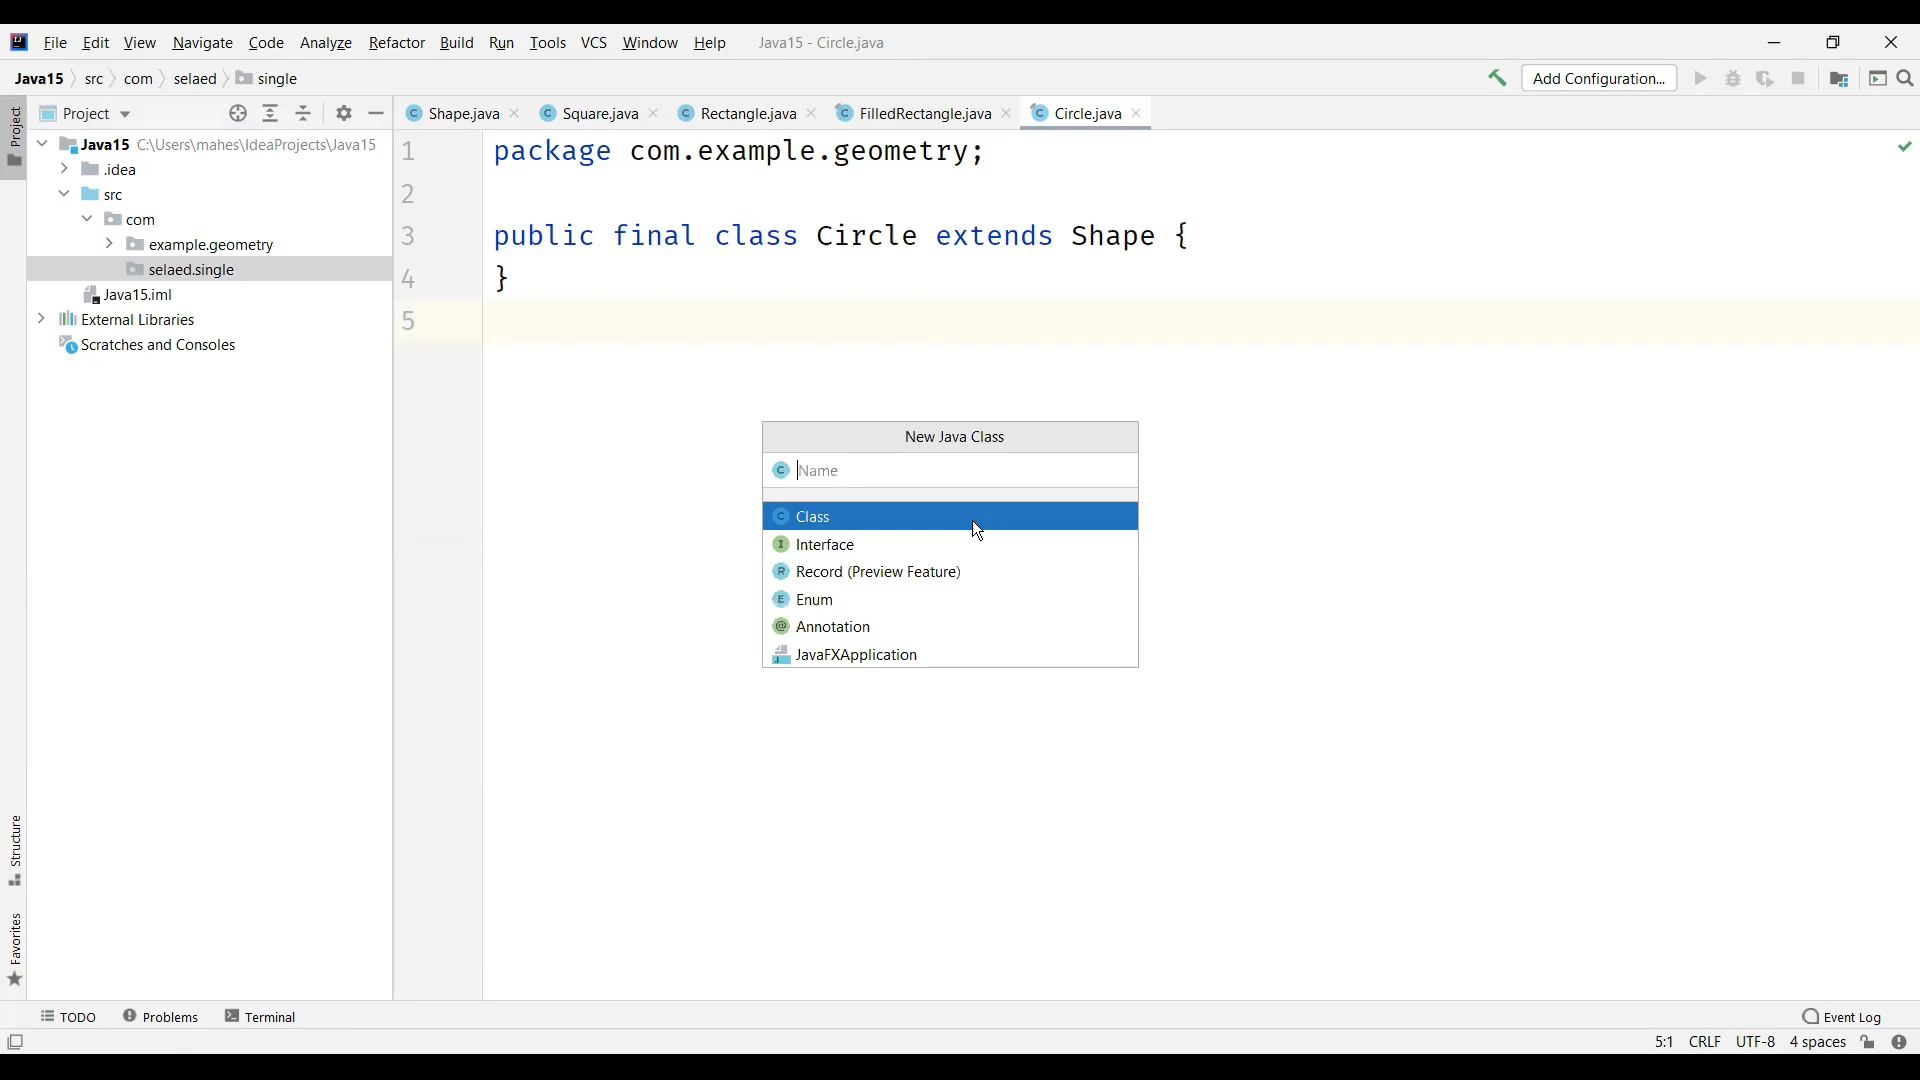 File Edit View Navigate Code Analyze Refactor Build Run Tools VCS Window Help Java15 - Circle.java
Java15 src com selaed single Add Configuration...
Project
Shape.java Square.java Rectangle.java FilledRectangle.java Circle.java
Project
Java15 C:\Users\mahes\IdeaProjects\Java15
.idea
src
com
example.geometry
selaed.single
Java15.iml
External Libraries
Scratches and Consoles
1 package com.example.geometry;
2
3 public final class Circle extends Shape {
4 }
5
New Java Class
C Name
C Class
I Interface
R Record (Preview Feature)
E Enum
@ Annotation
JavaFXApplication
Structure
Favorites
TODO Problems Terminal Event Log
5:1 CRLF UTF-8 4 spaces